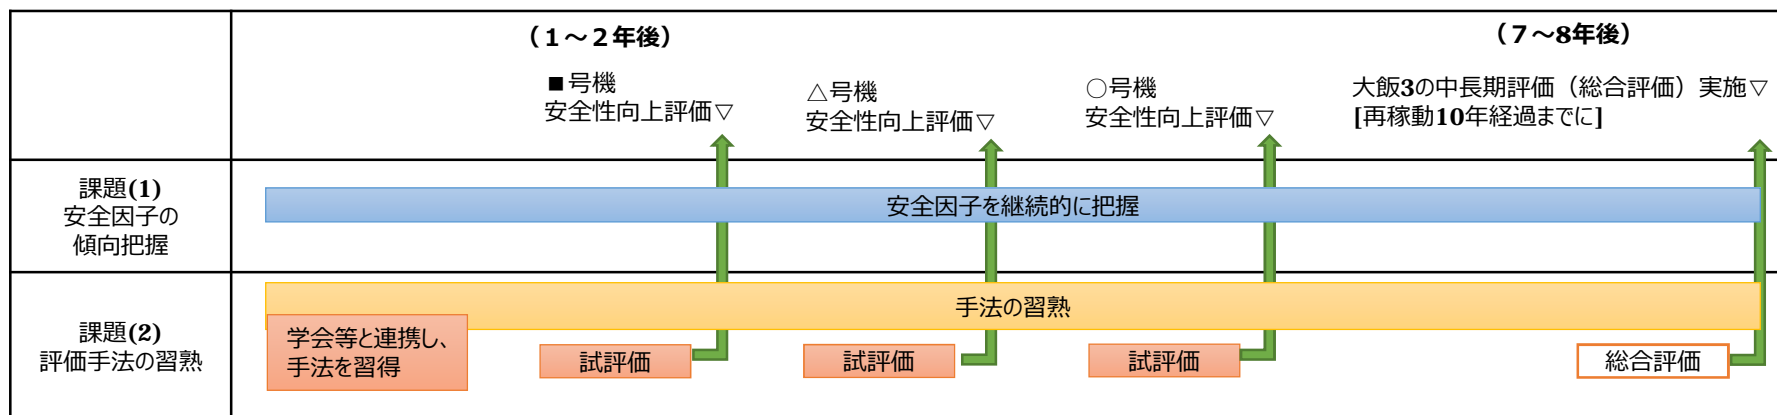 (1~2年後)
(7~8年後)
■号機
安全性向上評価▽
△号機
安全性向上評価▽
○号機
安全性向上評価▽
大飯3の中長期評価(総合評価)実施▽
[再稼動10年経過までに]
課題(1)
安全因子の
傾向把握
安全因子を継続的に把握
課題(2)
評価手法の習熟
手法の習熟
学会等と連携し、
手法を習得
試評価
試評価
試評価
総合評価